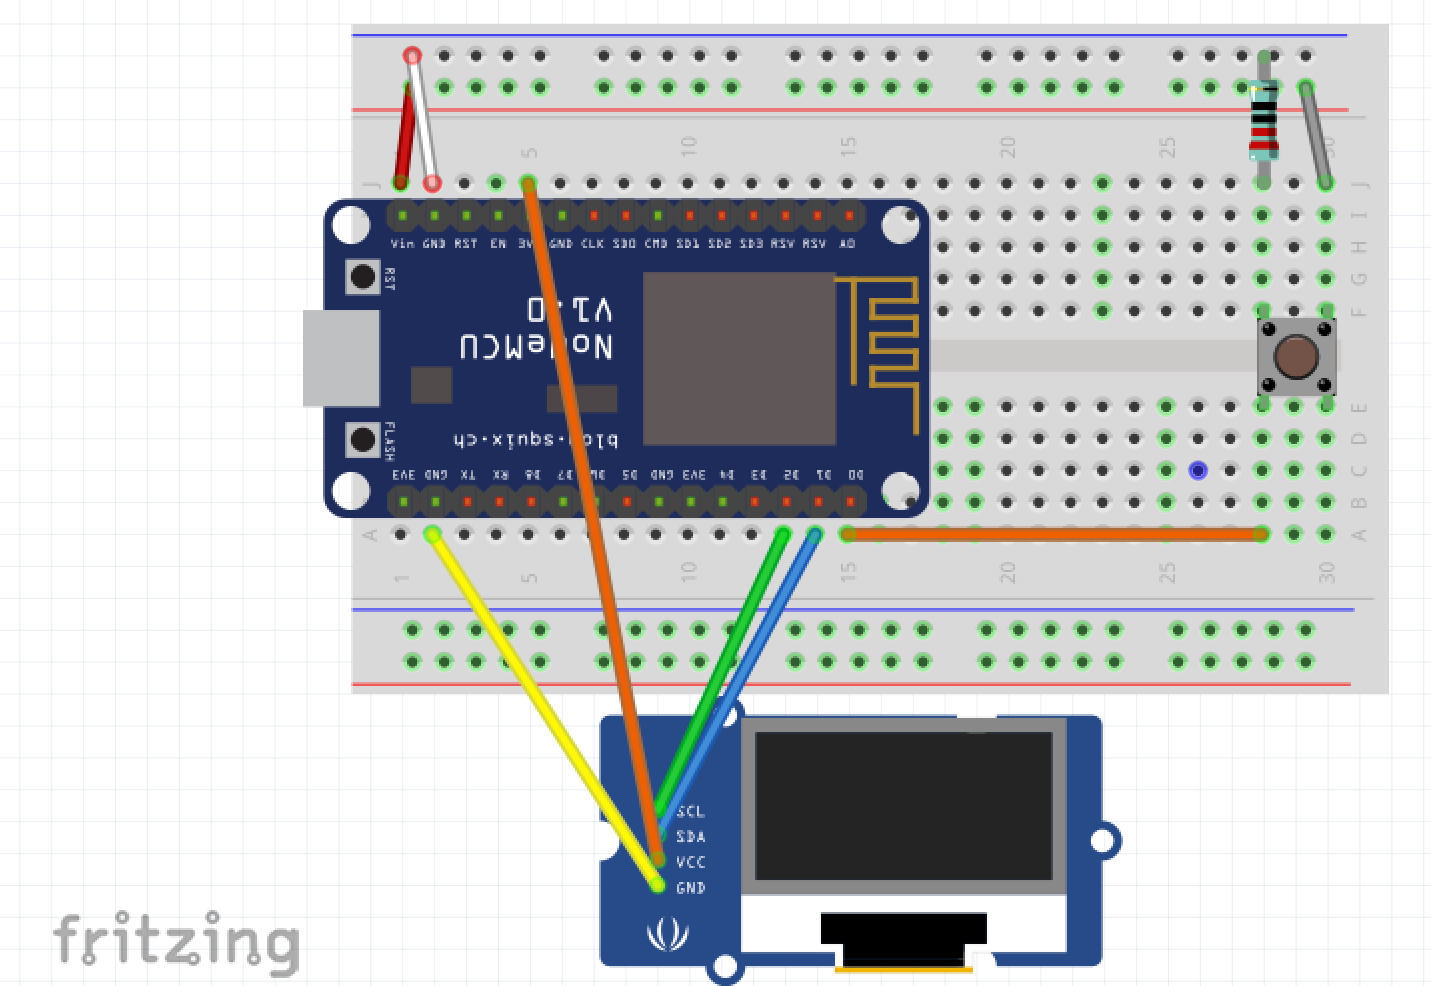 5 10 15 20 25 30
J J
Vin GND RST EN 3V GND CLK SD0 CMD SD1 SD2 SD3 RSV RSV A0
I
H
RST
G
V1.0
F
NodeMCU
E
blog.squix.ch
D
FLASH
3V3 GND TX RX D8 D7 D6 D5 GND 3V3 D4 D3 D2 D1 D0
C
B
A A
1 5 10 15 20 25 30
SCL
SDA
VCC
GND
fritzing